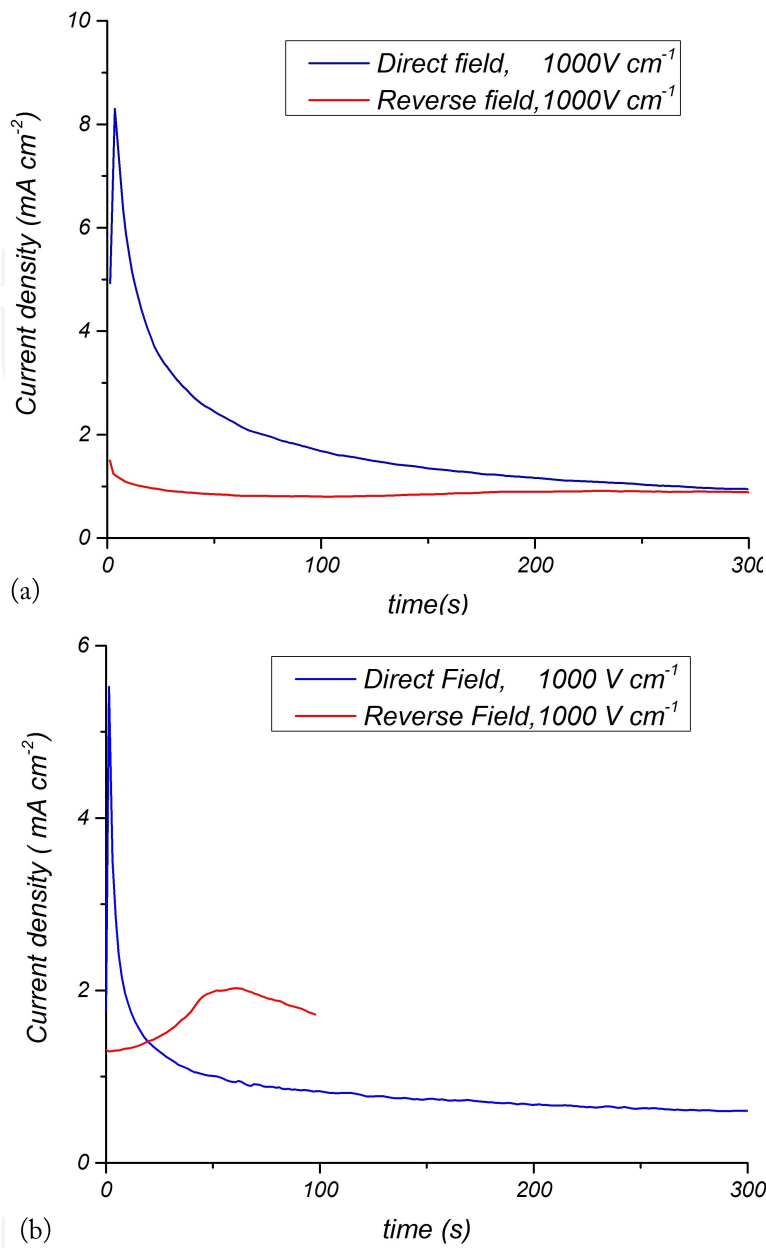 10
8
6
4
2
0
Current density (mA cm⁻²)
Direct field, 1000V cm⁻¹
Reverse field,1000V cm⁻¹
0 100 200 300
time(s)
(a)
6
4
2
0
Current density ( mA cm⁻²)
Direct Field, 1000 V cm⁻¹
Reverse Field,1000 V cm⁻¹
0 100 200 300
time (s)
(b)